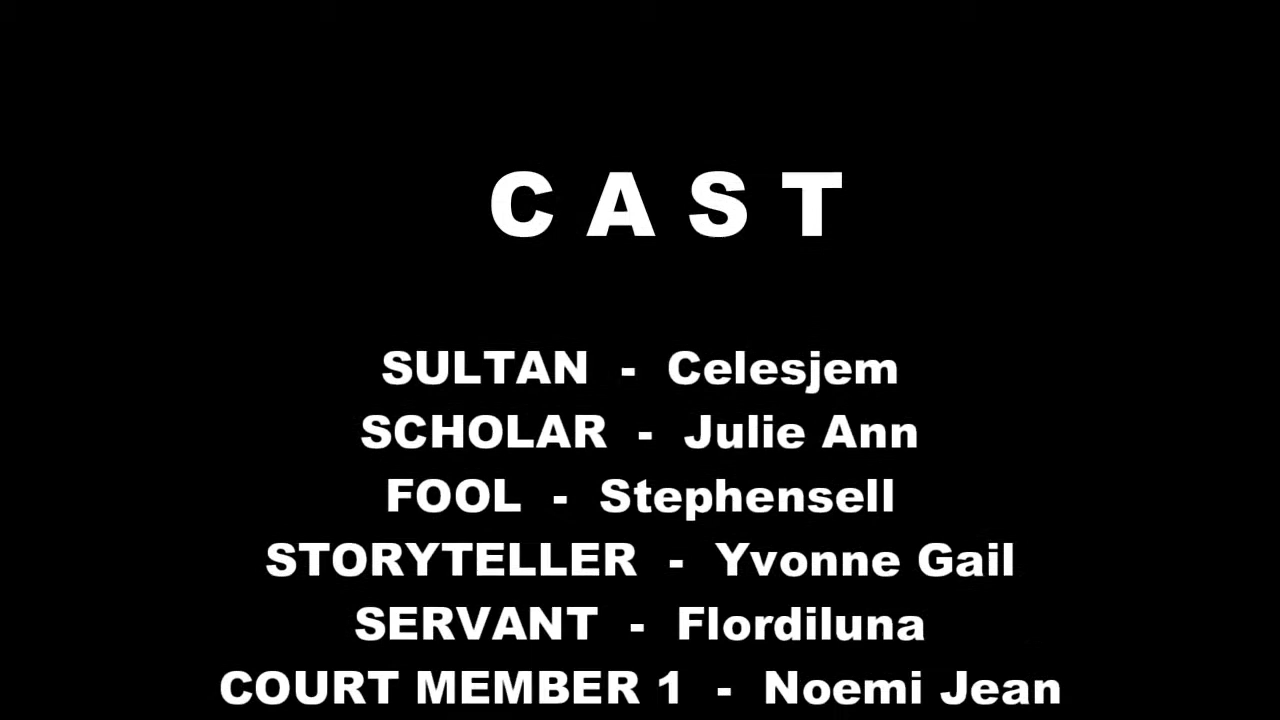 C A S T
SULTAN - Celesjem
SCHOLAR - Julie Ann
FOOL - Stephensell
STORYTELLER - Yvonne Gail
SERVANT - Flordiluna
COURT MEMBER 1 - Noemi Jean